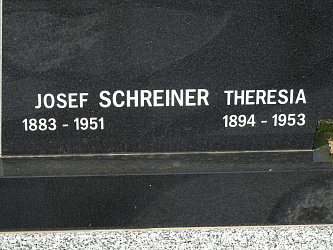 JOSEF SCHREINER THERESIA
1883 - 1951 1894 - 1953